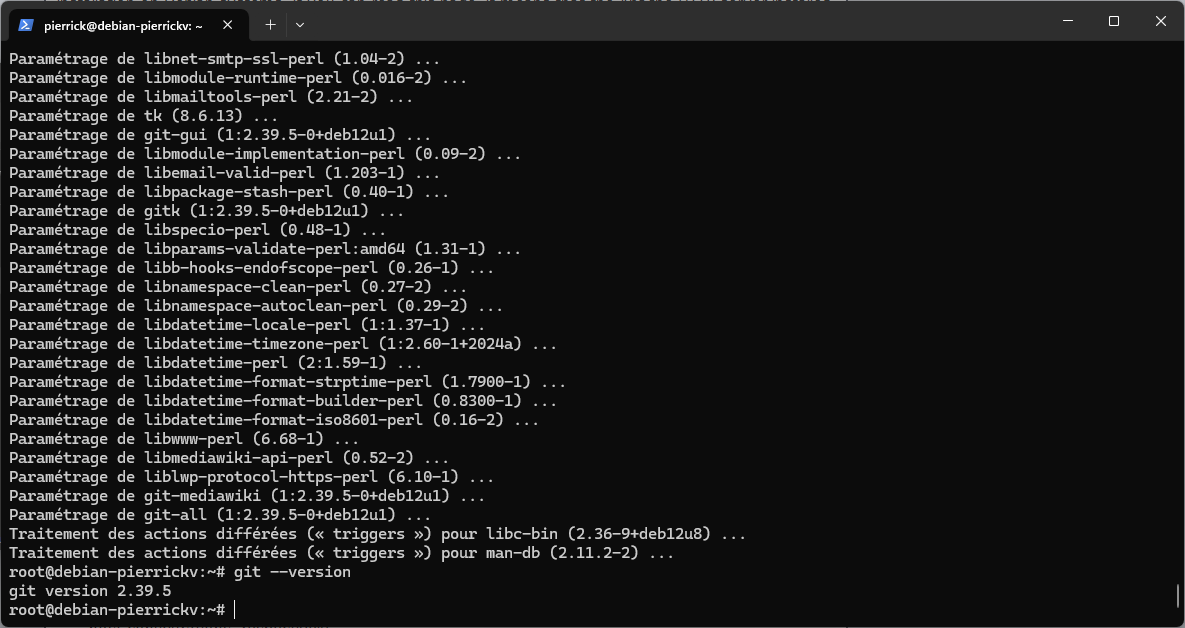 pierrick@debian-pierrickv: ~
Paramétrage de libnet-smtp-ssl-perl (1.04-2) ...
Paramétrage de libmodule-runtime-perl (0.016-2) ...
Paramétrage de libmailtools-perl (2.21-2) ...
Paramétrage de tk (8.6.13) ...
Paramétrage de git-gui (1:2.39.5-0+deb12u1) ...
Paramétrage de libmodule-implementation-perl (0.09-2) ...
Paramétrage de libemail-valid-perl (1.203-1) ...
Paramétrage de libpackage-stash-perl (0.40-1) ...
Paramétrage de gitk (1:2.39.5-0+deb12u1) ...
Paramétrage de libspecio-perl (0.48-1) ...
Paramétrage de libparams-validate-perl:amd64 (1.31-1) ...
Paramétrage de libb-hooks-endofscope-perl (0.26-1) ...
Paramétrage de libnamespace-clean-perl (0.27-2) ...
Paramétrage de libnamespace-autoclean-perl (0.29-2) ...
Paramétrage de libdatetime-locale-perl (1:1.37-1) ...
Paramétrage de libdatetime-timezone-perl (1:2.60-1+2024a) ...
Paramétrage de libdatetime-perl (2:1.59-1) ...
Paramétrage de libdatetime-format-strptime-perl (1.7900-1) ...
Paramétrage de libdatetime-format-builder-perl (0.8300-1) ...
Paramétrage de libdatetime-format-iso8601-perl (0.16-2) ...
Paramétrage de libwww-perl (6.68-1) ...
Paramétrage de libmediawiki-api-perl (0.52-2) ...
Paramétrage de liblwp-protocol-https-perl (6.10-1) ...
Paramétrage de git-mediawiki (1:2.39.5-0+deb12u1) ...
Paramétrage de git-all (1:2.39.5-0+deb12u1) ...
Traitement des actions différées (« triggers ») pour libc-bin (2.36-9+deb12u8) ...
Traitement des actions différées (« triggers ») pour man-db (2.11.2-2) ...
root@debian-pierrickv:~# git --version
git version 2.39.5
root@debian-pierrickv:~#